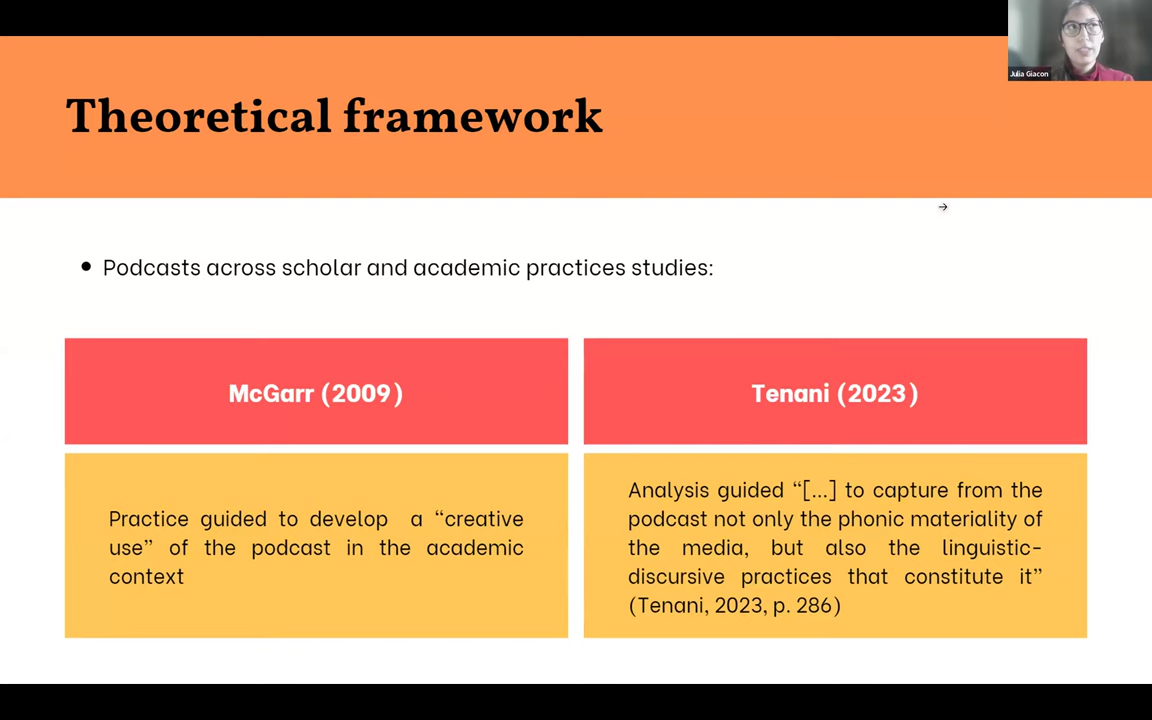 Julia Giacon
Theoretical framework
• Podcasts across scholar and academic practices studies:
McGarr (2009)
Practice guided to develop a “creative
use” of the podcast in the academic
context
Tenani (2023)
Analysis guided “[...] to capture from the
podcast not only the phonic materiality of
the media, but also the linguistic-
discursive practices that constitute it”
(Tenani, 2023, p. 286)